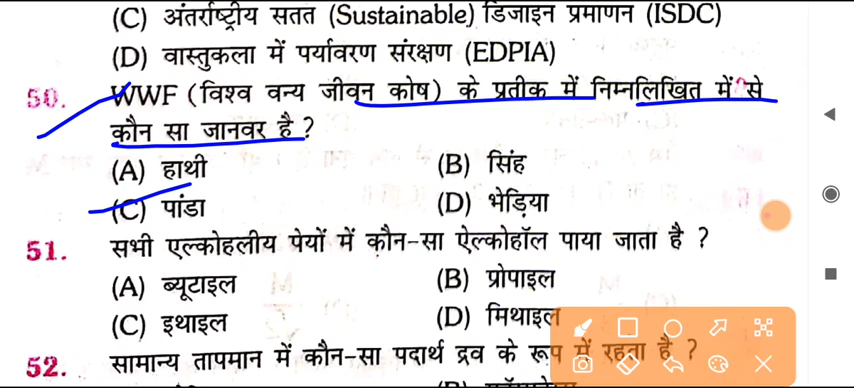 (C) अंतर्राष्ट्रीय सतत (Sustainable) डिजाइन प्रमाणन (ISDC)
(D) वास्तुकला में पर्यावरण संरक्षण (EDPIA)
50. WWF (विश्व वन्य जीवन कोष) के प्रतीक में निम्नलिखित में से
कौन सा जानवर है ?
(A) हाथी (B) सिंह
(C) पांडा (D) भेड़िया
51. सभी एल्कोहलीय पेयों में कौन-सा ऐल्कोहॉल पाया जाता है ?
(A) ब्यूटाइल (B) प्रोपाइल
(C) इथाइल (D) मिथाइल
52. सामान्य तापमान में कौन-सा पदार्थ द्रव के रूप में रहता है ?